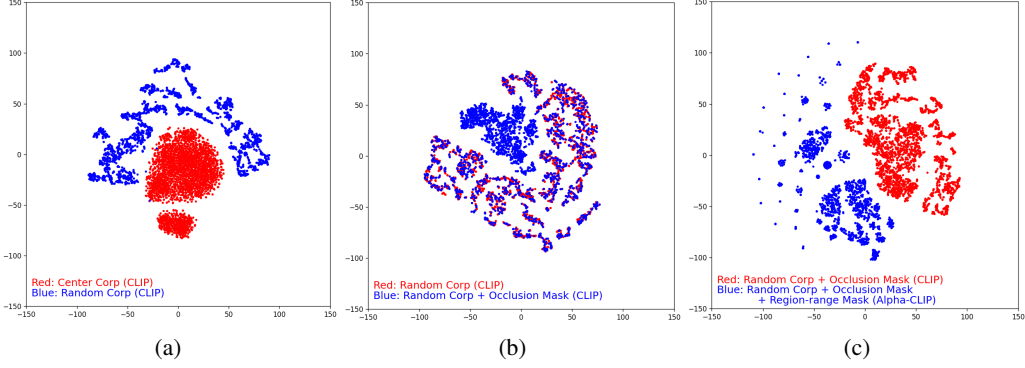 150
100
50
0
−50
−100
−150
−150 −100 −50 0 50 100 150
Red: Center Corp (CLIP)
Blue: Random Corp (CLIP)
(a)
150
100
50
0
−50
−100
−150
−150 −100 −50 0 50 100 150
Red: Random Corp (CLIP)
Blue: Random Corp + Occlusion Mask (CLIP)
(b)
150
100
50
0
−50
−100
−150
−150 −100 −50 0 50 100 150
Red: Random Corp + Occlusion Mask (CLIP)
Blue: Random Corp + Occlusion Mask
+ Region-range Mask (Alpha-CLIP)
(c)